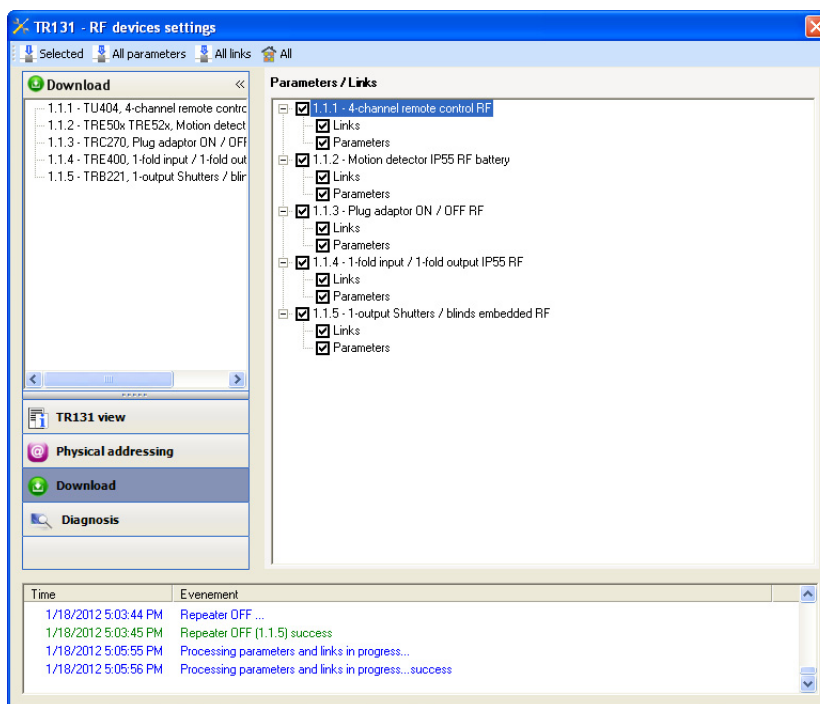 TR131 - RF devices settings
Selected All parameters All links All
Download «
1.1.1 - TU404, 4-channel remote contrc
1.1.2 - TRE50x TRE52x, Motion detect
1.1.3 - TRC270, Plug adaptor ON / OFF
1.1.4 - TRE400, 1-fold input / 1-fold out
1.1.5 - TRB221, 1-output Shutters / blin
TR131 view
Physical addressing
Download
Diagnosis
Parameters / Links
1.1.1 - 4-channel remote control RF
Links
Parameters
1.1.2 - Motion detector IP55 RF battery
Links
Parameters
1.1.3 - Plug adaptor ON / OFF RF
Links
Parameters
1.1.4 - 1-fold input / 1-fold output IP55 RF
Links
Parameters
1.1.5 - 1-output Shutters / blinds embedded RF
Links
Parameters
Time Evenement
1/18/2012 5:03:44 PM Repeater OFF ...
1/18/2012 5:03:45 PM Repeater OFF (1.1.5) success
1/18/2012 5:05:55 PM Processing parameters and links in progress...
1/18/2012 5:05:56 PM Processing parameters and links in progress...success